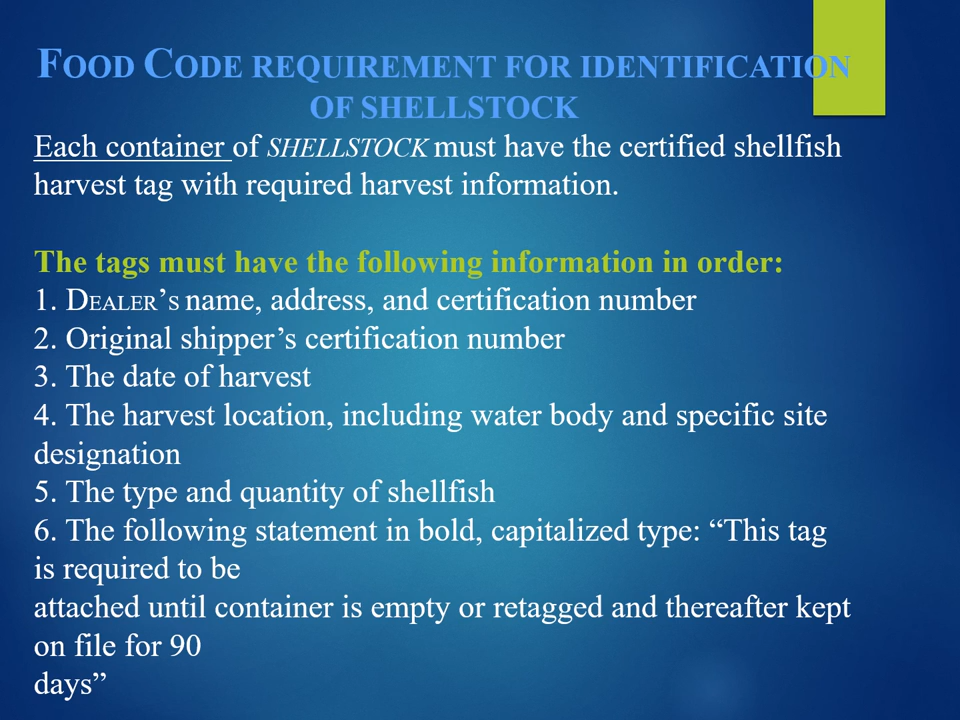 FOOD CODE REQUIREMENT FOR IDENTIFICATION
OF SHELLSTOCK
Each container of SHELLSTOCK must have the certified shellfish
harvest tag with required harvest information.
The tags must have the following information in order:
1. DEALER’S name, address, and certification number
2. Original shipper’s certification number
3. The date of harvest
4. The harvest location, including water body and specific site
designation
5. The type and quantity of shellfish
6. The following statement in bold, capitalized type: “This tag
is required to be
attached until container is empty or retagged and thereafter kept
on file for 90
days”